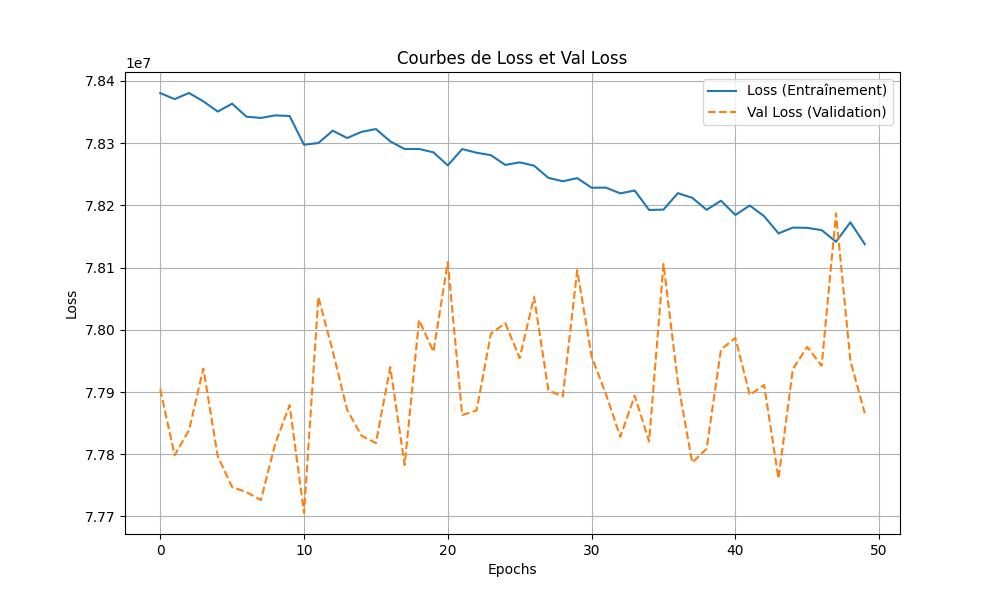 Courbes de Loss et Val Loss
1e7
7.84
7.83
7.82
7.81
7.80
7.79
7.78
7.77
Loss
Loss (Entraînement)
Val Loss (Validation)
0 10 20 30 40 50
Epochs